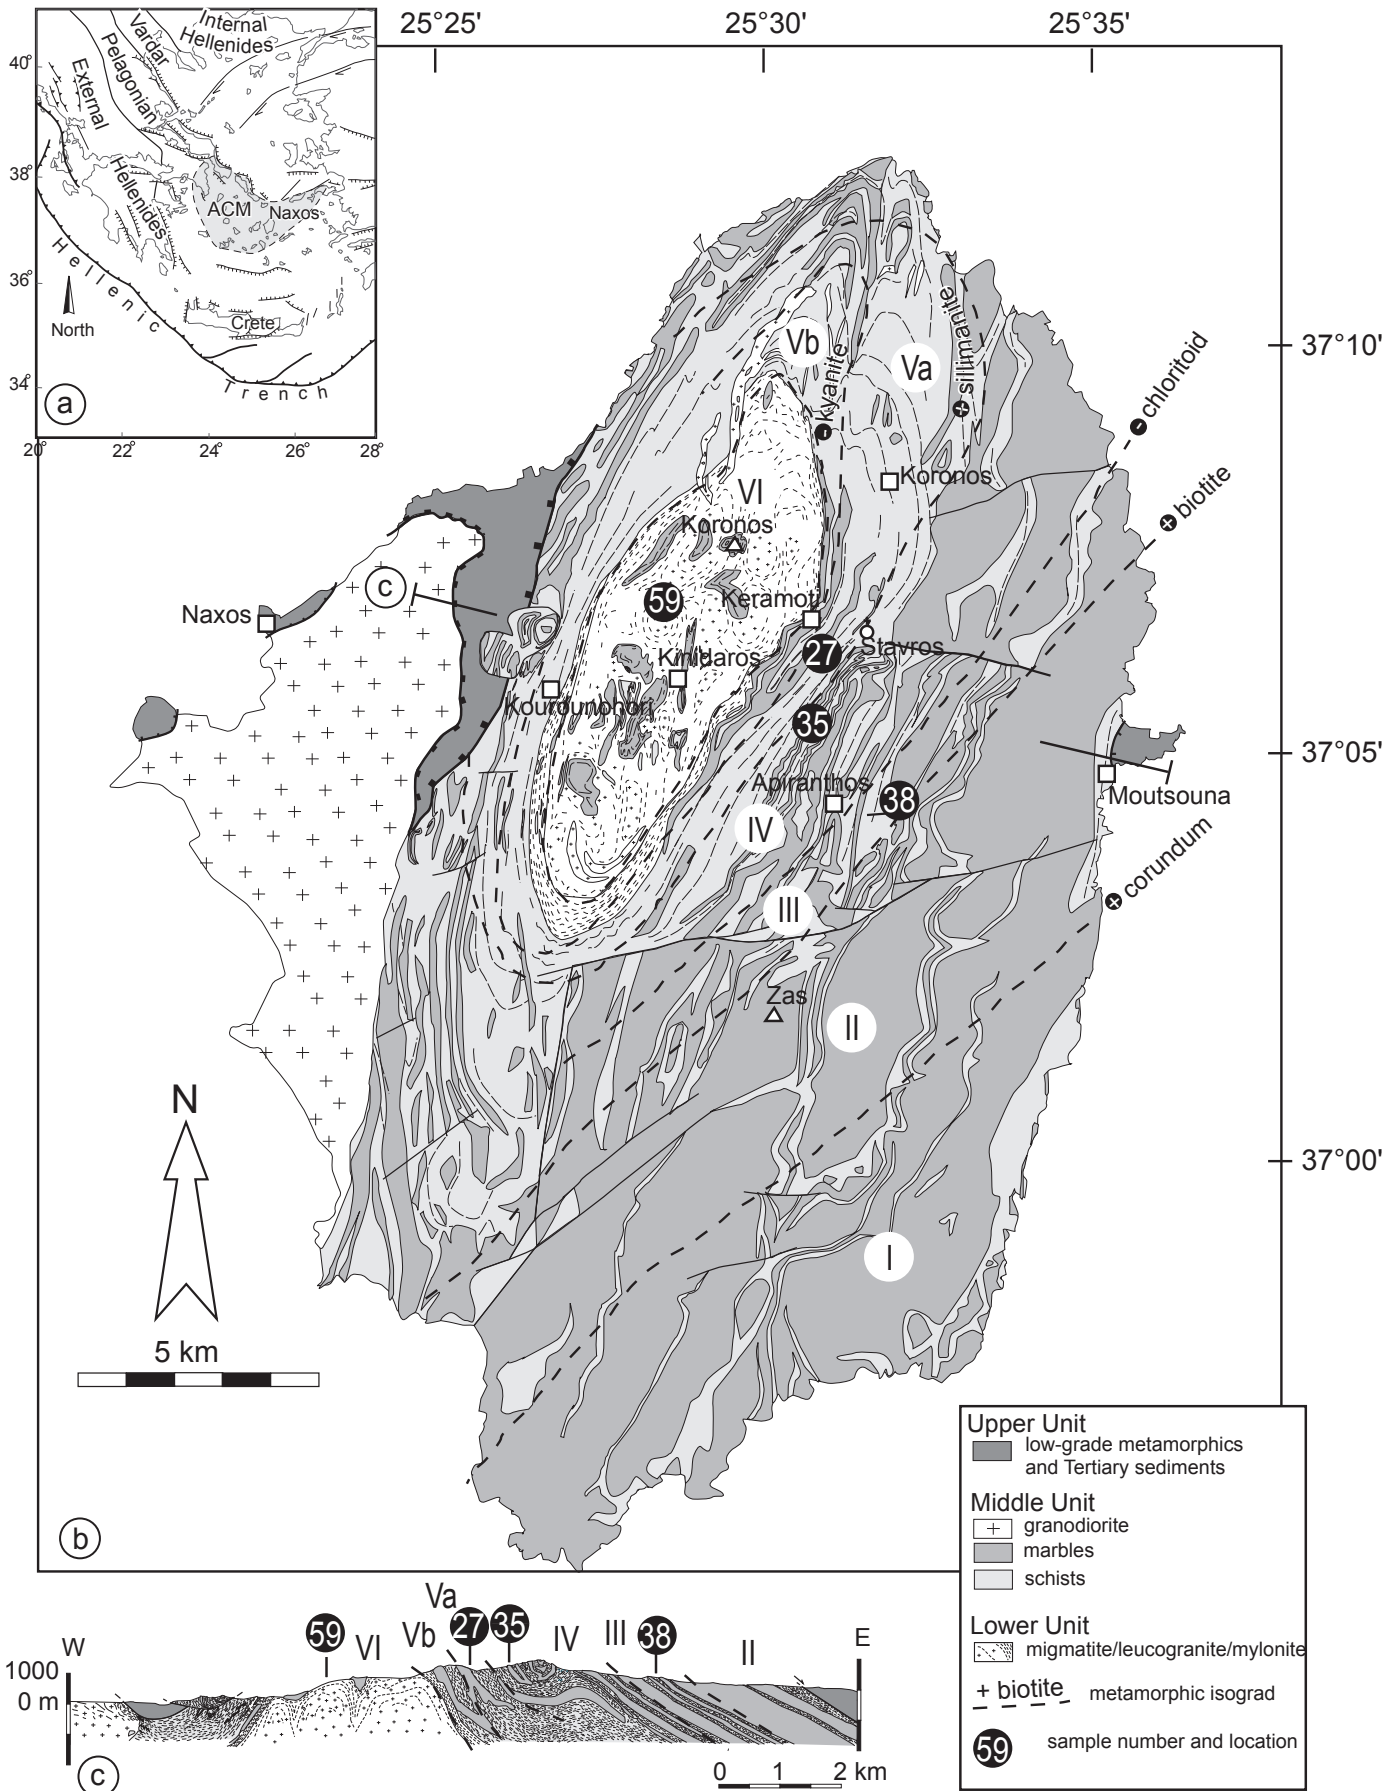 Internal
Hellenides
Vardar
Pelagonian
External
Hellenides
ACM
Naxos
Crete
Hellenic
Trench
North
40°
38°
36°
34°
20°
22°
24°
26°
28°
a
25°25'
25°30'
25°35'
37°10'
37°05'
37°00'
Vb
Va
kyanite
sillimanite
chloritoid
biotite
VI
Koronos
Koronos
c
Naxos
59
Keramoti
27
Stavros
Kinidaros
Kourounohori
35
Apiranthos
38
Moutsouna
IV
corundum
III
Zas
II
I
N
5 km
b
Upper Unit
low-grade metamorphics
and Tertiary sediments
Middle Unit
granodiorite
marbles
schists
Lower Unit
migmatite/leucogranite/mylonite
+ biotite
metamorphic isograd
59
sample number and location
W
59
VI
Vb
Va
27
35
IV
III
38
II
E
1000
0 m
0 1 2 km
c